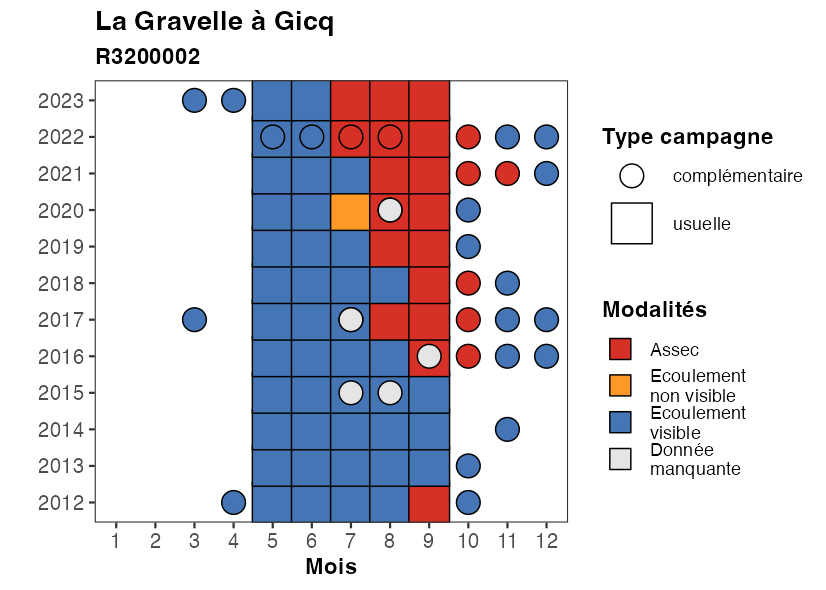 La Gravelle à Gicq
R3200002
2023
2022
2021
2020
2019
2018
2017
2016
2015
2014
2013
2012
1 2 3 4 5 6 7 8 9 10 11 12
Mois
Type campagne
complémentaire
usuelle
Modalités
Assec
Ecoulement
non visible
Ecoulement
visible
Donnée
manquante